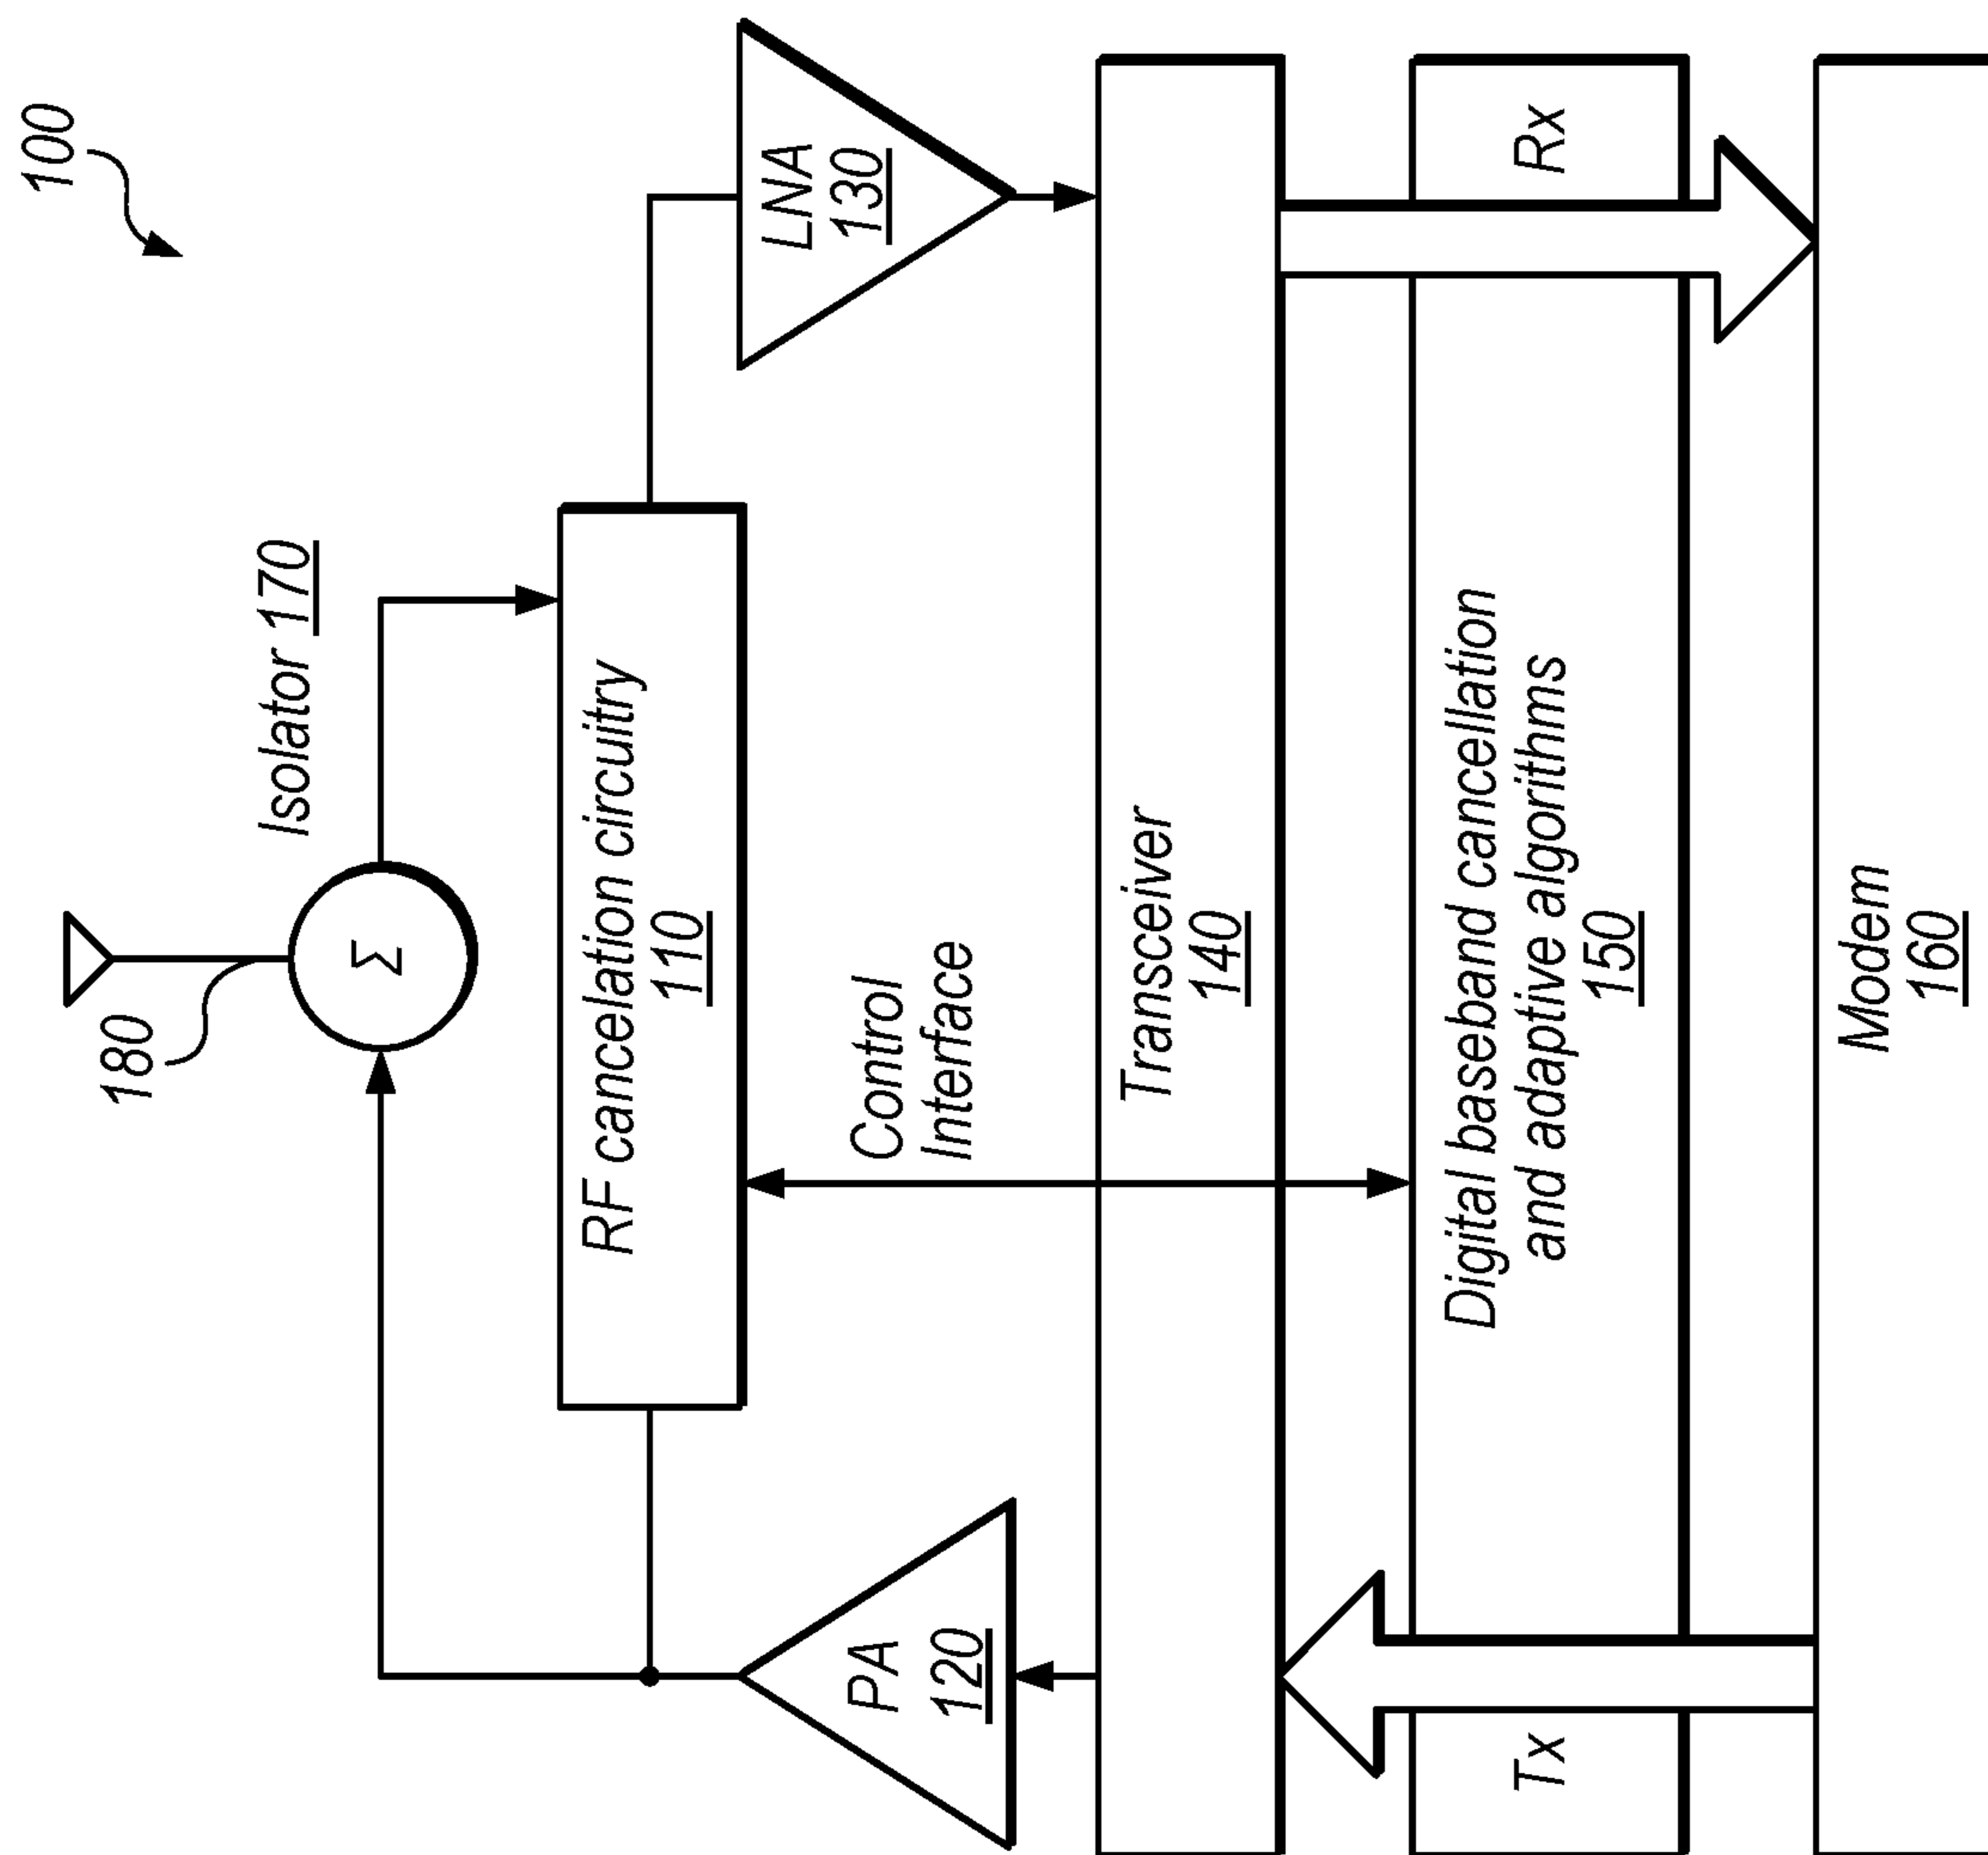 100
180
Isolator 170
Σ
RF cancelation circuitry
110
PA
120
Control
Interface
LNA
130
Transceiver
140
Tx
Digital baseband cancellation
and adaptive algorithms
150
Rx
Modem
160